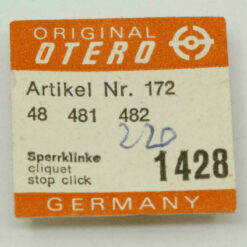 ORIGINAL
OTERO
Artikel Nr. 172
48 481 482
220
Sperrklinke
cliquet
stop click
1428
GERMANY